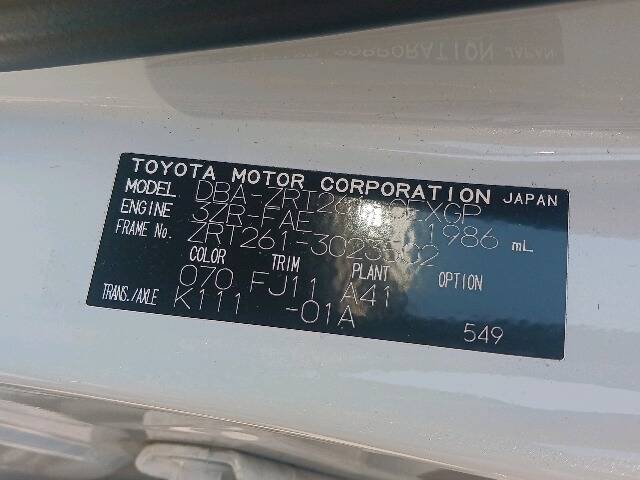 TOYOTA MOTOR CORPORATION JAPAN
MODEL
ENGINE 3ZR-FAE 1986 mL
FRAME No.
COLOR TRIM PLANT OPTION
070 FJ11 A41
TRANS./AXLE K111 -01A
549